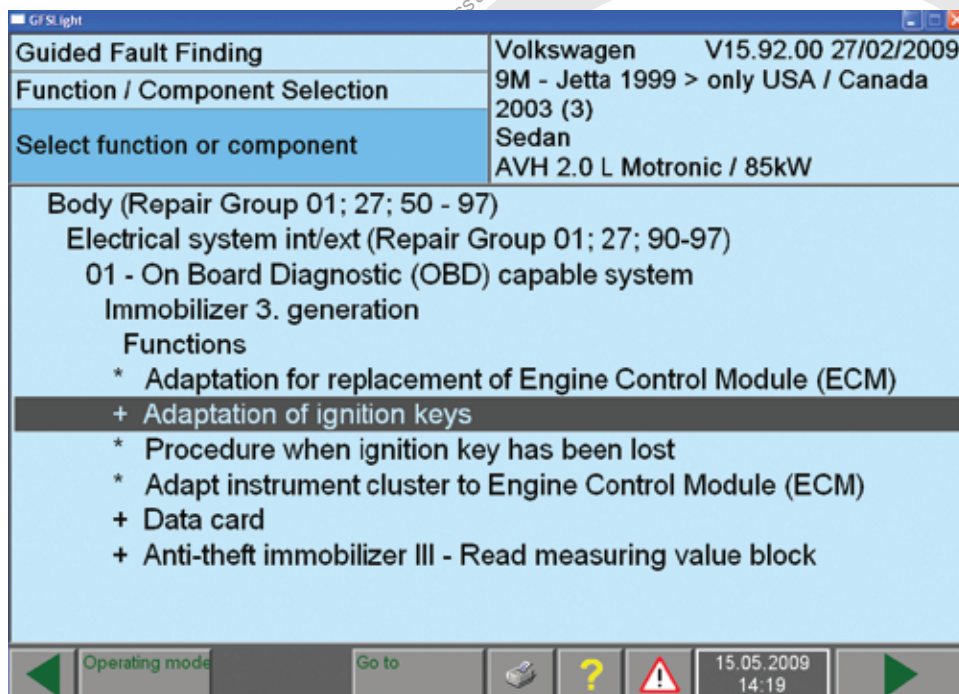 GFSLight
Guided Fault Finding
Function / Component Selection
Select function or component
Volkswagen V15.92.00 27/02/2009
9M - Jetta 1999 > only USA / Canada
2003 (3)
Sedan
AVH 2.0 L Motronic / 85kW
Body (Repair Group 01; 27; 50 - 97)
Electrical system int/ext (Repair Group 01; 27; 90-97)
01 - On Board Diagnostic (OBD) capable system
Immobilizer 3. generation
Functions
* Adaptation for replacement of Engine Control Module (ECM)
+ Adaptation of ignition keys
* Procedure when ignition key has been lost
* Adapt instrument cluster to Engine Control Module (ECM)
+ Data card
+ Anti-theft immobilizer III - Read measuring value block
Operating mode
Go to
?
15.05.2009
14:19